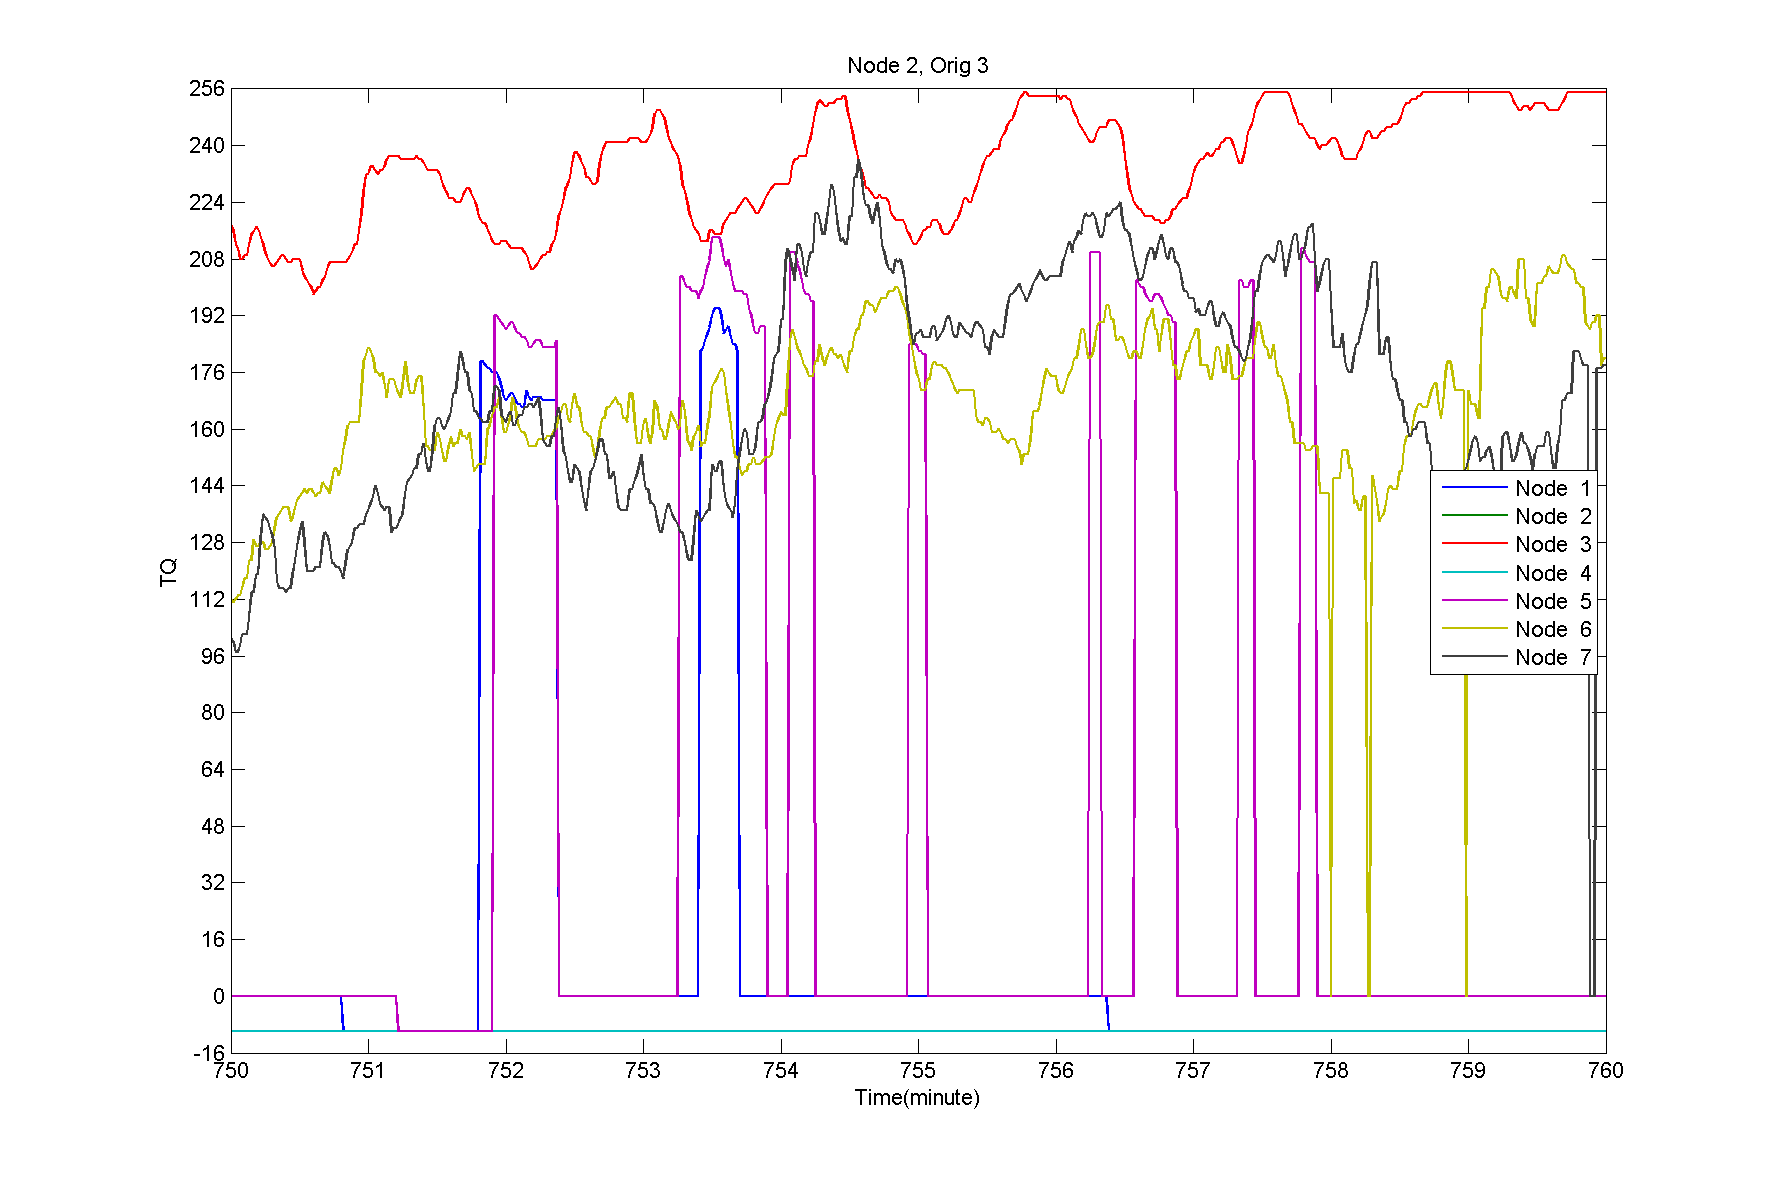 Node 2, Orig 3
256
240
224
208
192
176
160
144
128
112
96
80
64
48
32
16
0
-16
TQ
Node 1
Node 2
Node 3
Node 4
Node 5
Node 6
Node 7
750 751 752 753 754 755 756 757 758 759 760
Time(minute)